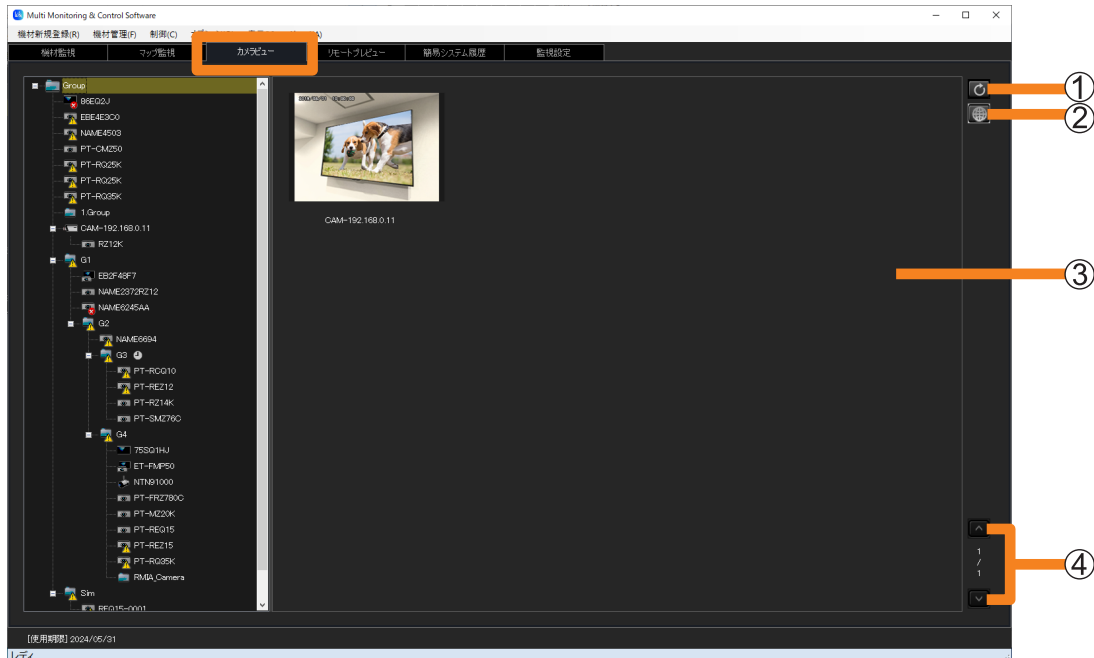 Multi Monitoring & Control Software
機材新規登録(R) 機材管理(F) 制御(C)
機材監視 マップ監視 カメラビュー リモートプレビュー 簡易システム履歴 監視設定
Group
86EQ2J
EBE4E3C0
NAME4503
PT-CMZ50
PT-RQ25K
PT-RQ25K
PT-RQ35K
1.Group
CAM-192.168.0.11
RZ12K
G1
EB2F48F7
NAME2372RZ12
NAME6245AA
G2
NAME6694
G3
PT-RCQ10
PT-REZ12
PT-RZ14K
PT-SMZ76C
G4
75SQ1HJ
ET-FMP50
NTN91000
PT-FRZ780C
PT-MZ20K
PT-REQ15
PT-REZ15
PT-RQ35K
RMIA_Camera
Sim
REQ15-0001
CAM-192.168.0.11
①
②
③
④
1
/
1
[使用期限] 2024/05/31
レディ